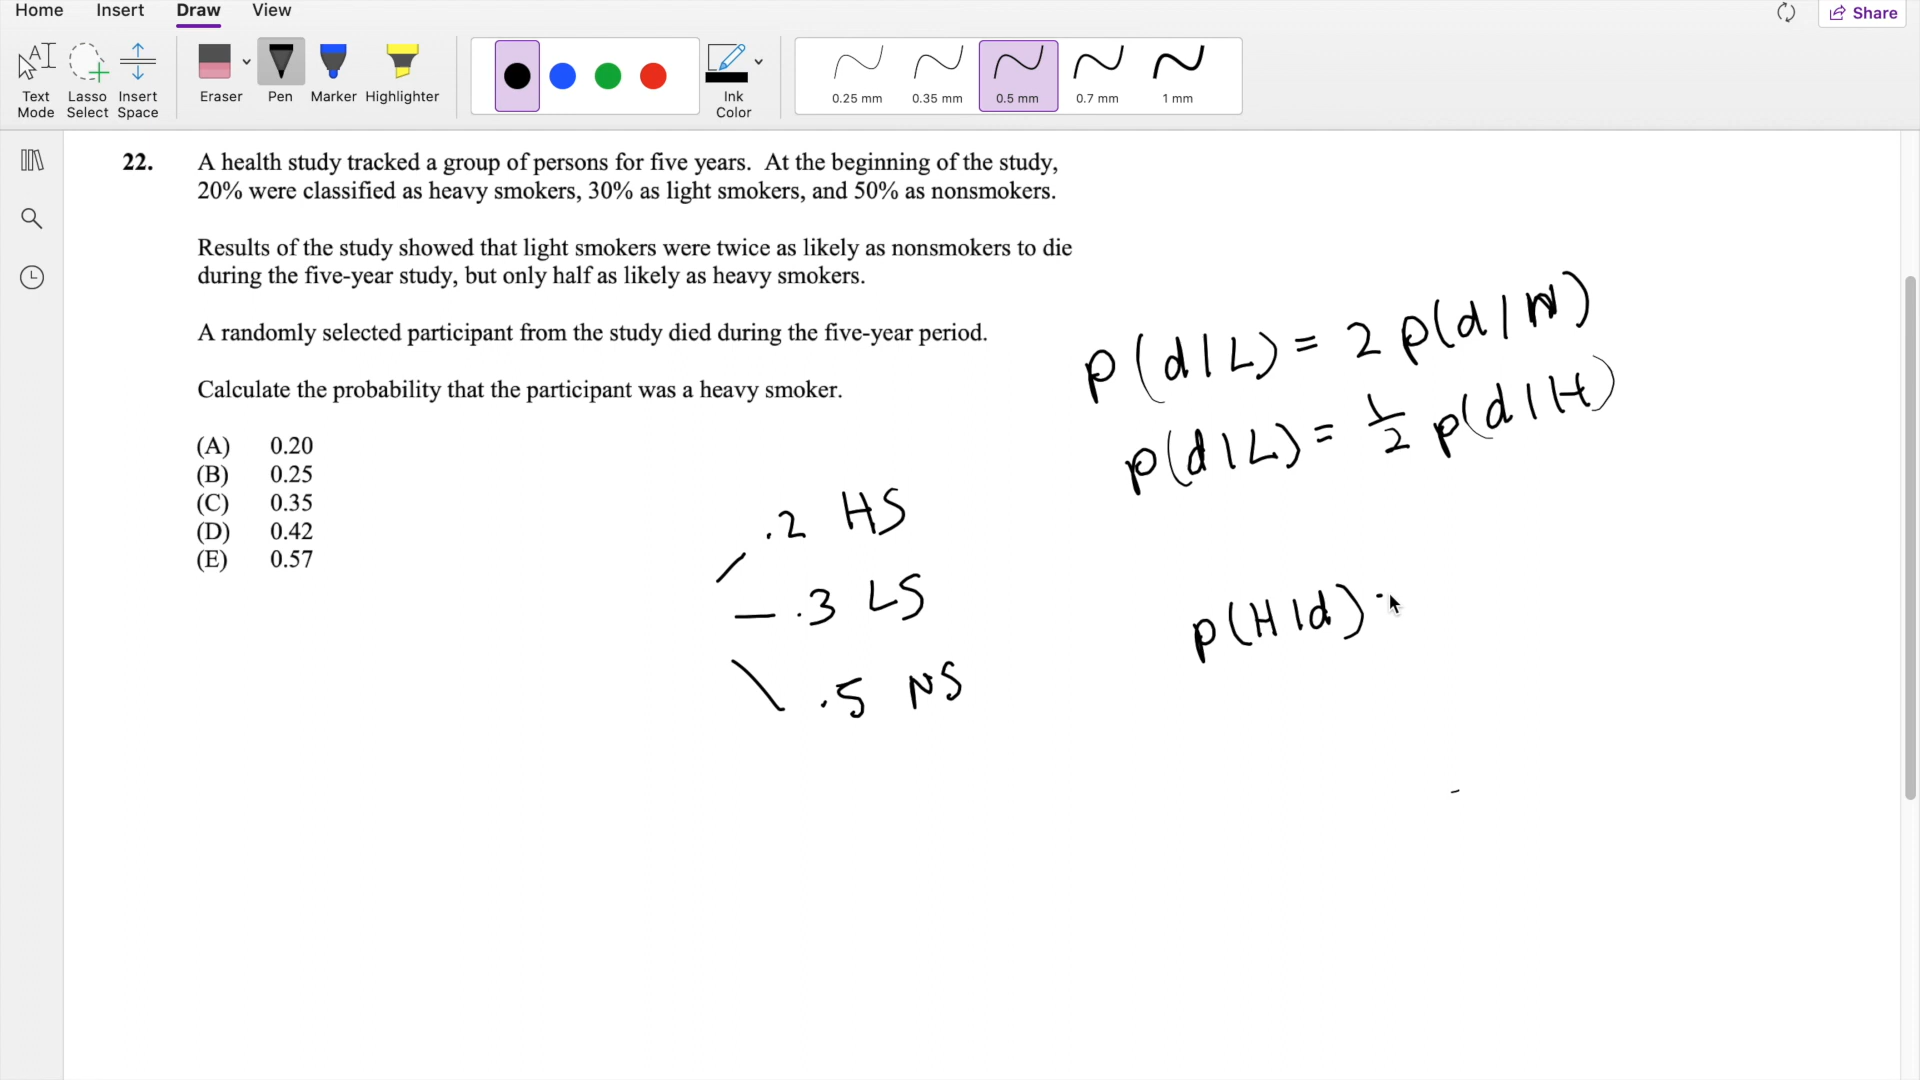 Home Insert Draw View Share
Text Mode Lasso Select Insert Space Eraser Pen Marker Highlighter Ink Color 0.25 mm 0.35 mm 0.5 mm 0.7 mm 1 mm
22. A health study tracked a group of persons for five years. At the beginning of the study,
20% were classified as heavy smokers, 30% as light smokers, and 50% as nonsmokers.
Results of the study showed that light smokers were twice as likely as nonsmokers to die
during the five-year study, but only half as likely as heavy smokers.
A randomly selected participant from the study died during the five-year period.
Calculate the probability that the participant was a heavy smoker.
(A) 0.20
(B) 0.25
(C) 0.35
(D) 0.42
(E) 0.57
p(d|L) = 2 p(d|N)
p(d|L) = 1/2 p(d|H)
.2 HS
.3 LS
.5 NS
p(H|d)